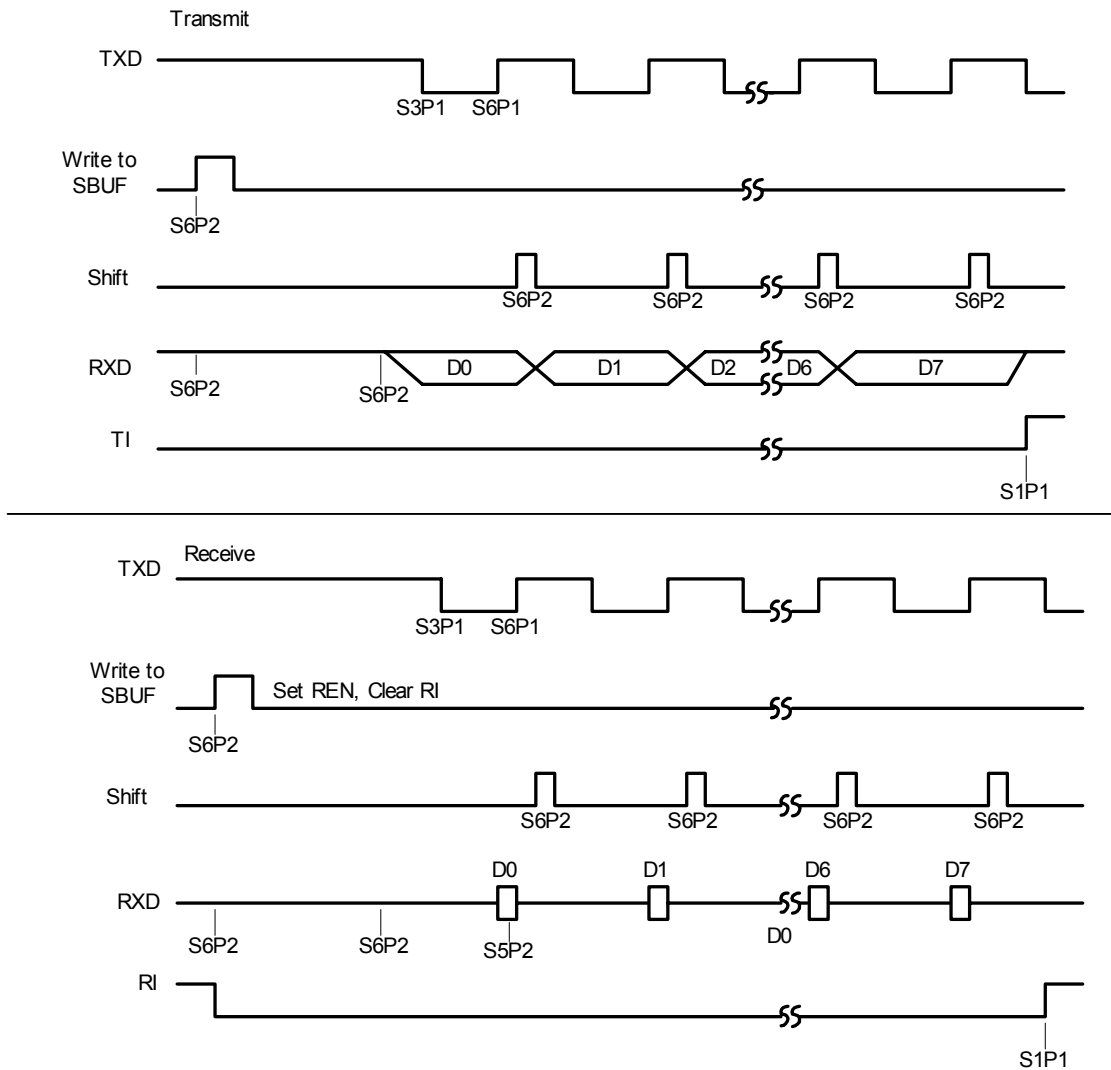 Transmit
TXD
S3P1 S6P1
Write to
SBUF
S6P2
Shift
S6P2 S6P2 S6P2 S6P2
RXD D0 D1 D2 D6 D7
S6P2 S6P2
TI
S1P1
Receive
TXD
S3P1 S6P1
Write to
SBUF Set REN, Clear RI
S6P2
Shift
S6P2 S6P2 S6P2 S6P2
D0 D1 D6 D7
RXD
S6P2 S6P2 S5P2 D0
RI
S1P1